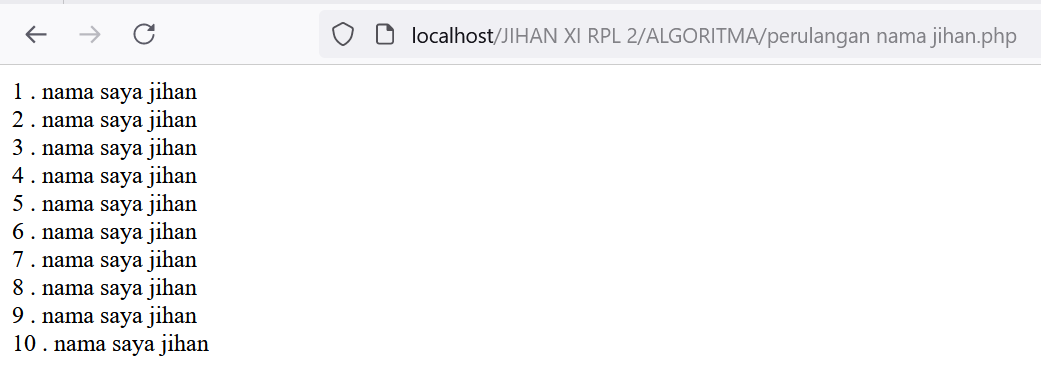 localhost/JIHAN XI RPL 2/ALGORITMA/perulangan nama jihan.php
1 . nama saya jihan
2 . nama saya jihan
3 . nama saya jihan
4 . nama saya jihan
5 . nama saya jihan
6 . nama saya jihan
7 . nama saya jihan
8 . nama saya jihan
9 . nama saya jihan
10 . nama saya jihan